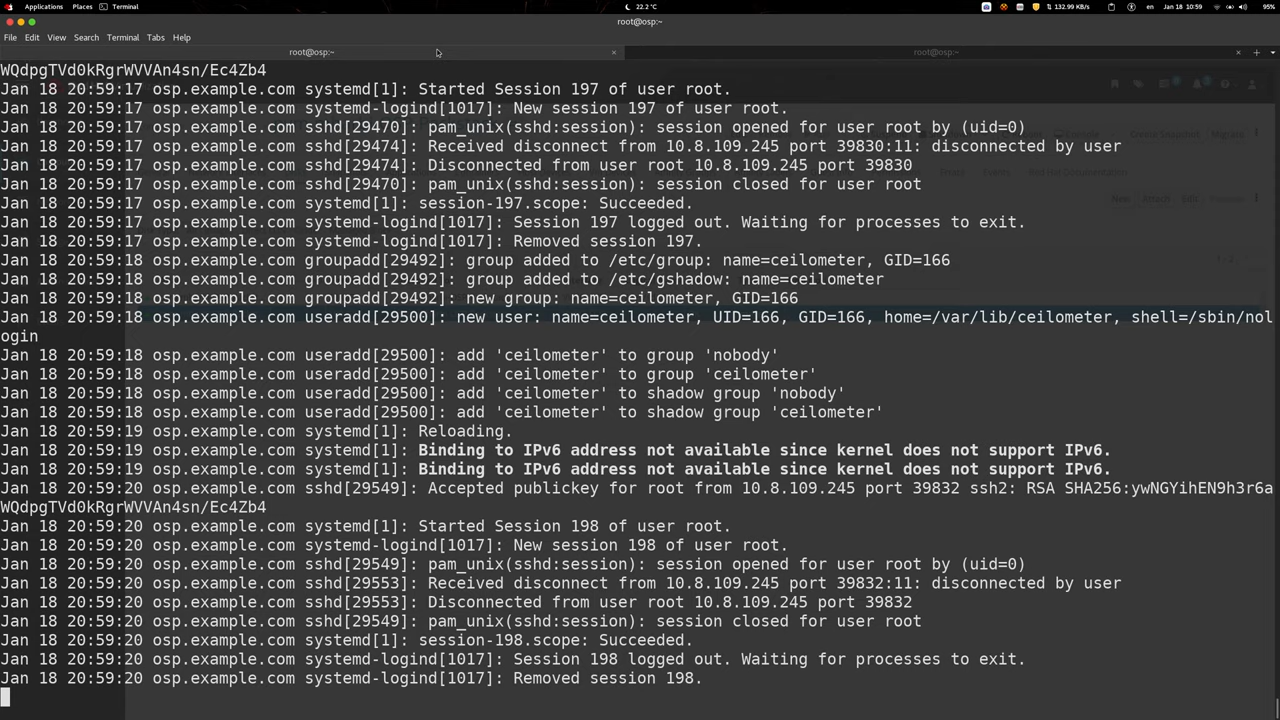 Applications Places Terminal 22.2 °C 132.99 KB/s en Jan 18 10:59 95%
root@osp:~
File Edit View Search Terminal Tabs Help
root@osp:~ × root@osp:~ ×
WQdpgTVd0kRgrWVVAn4sn/Ec4Zb4
Jan 18 20:59:17 osp.example.com systemd[1]: Started Session 197 of user root.
Jan 18 20:59:17 osp.example.com systemd-logind[1017]: New session 197 of user root.
Jan 18 20:59:17 osp.example.com sshd[29470]: pam_unix(sshd:session): session opened for user root by (uid=0)
Jan 18 20:59:17 osp.example.com sshd[29474]: Received disconnect from 10.8.109.245 port 39830:11: disconnected by user
Jan 18 20:59:17 osp.example.com sshd[29474]: Disconnected from user root 10.8.109.245 port 39830
Jan 18 20:59:17 osp.example.com sshd[29470]: pam_unix(sshd:session): session closed for user root
Jan 18 20:59:17 osp.example.com systemd[1]: session-197.scope: Succeeded.
Jan 18 20:59:17 osp.example.com systemd-logind[1017]: Session 197 logged out. Waiting for processes to exit.
Jan 18 20:59:17 osp.example.com systemd-logind[1017]: Removed session 197.
Jan 18 20:59:18 osp.example.com groupadd[29492]: group added to /etc/group: name=ceilometer, GID=166
Jan 18 20:59:18 osp.example.com groupadd[29492]: group added to /etc/gshadow: name=ceilometer
Jan 18 20:59:18 osp.example.com groupadd[29492]: new group: name=ceilometer, GID=166
Jan 18 20:59:18 osp.example.com useradd[29500]: new user: name=ceilometer, UID=166, GID=166, home=/var/lib/ceilometer, shell=/sbin/nol
ogin
Jan 18 20:59:18 osp.example.com useradd[29500]: add 'ceilometer' to group 'nobody'
Jan 18 20:59:18 osp.example.com useradd[29500]: add 'ceilometer' to group 'ceilometer'
Jan 18 20:59:18 osp.example.com useradd[29500]: add 'ceilometer' to shadow group 'nobody'
Jan 18 20:59:18 osp.example.com useradd[29500]: add 'ceilometer' to shadow group 'ceilometer'
Jan 18 20:59:19 osp.example.com systemd[1]: Reloading.
Jan 18 20:59:19 osp.example.com systemd[1]: Binding to IPv6 address not available since kernel does not support IPv6.
Jan 18 20:59:19 osp.example.com systemd[1]: Binding to IPv6 address not available since kernel does not support IPv6.
Jan 18 20:59:20 osp.example.com sshd[29549]: Accepted publickey for root from 10.8.109.245 port 39832 ssh2: RSA SHA256:ywNGYihEN9h3r6a
WQdpgTVd0kRgrWVVAn4sn/Ec4Zb4
Jan 18 20:59:20 osp.example.com systemd[1]: Started Session 198 of user root.
Jan 18 20:59:20 osp.example.com systemd-logind[1017]: New session 198 of user root.
Jan 18 20:59:20 osp.example.com sshd[29549]: pam_unix(sshd:session): session opened for user root by (uid=0)
Jan 18 20:59:20 osp.example.com sshd[29553]: Received disconnect from 10.8.109.245 port 39832:11: disconnected by user
Jan 18 20:59:20 osp.example.com sshd[29553]: Disconnected from user root 10.8.109.245 port 39832
Jan 18 20:59:20 osp.example.com sshd[29549]: pam_unix(sshd:session): session closed for user root
Jan 18 20:59:20 osp.example.com systemd[1]: session-198.scope: Succeeded.
Jan 18 20:59:20 osp.example.com systemd-logind[1017]: Session 198 logged out. Waiting for processes to exit.
Jan 18 20:59:20 osp.example.com systemd-logind[1017]: Removed session 198.